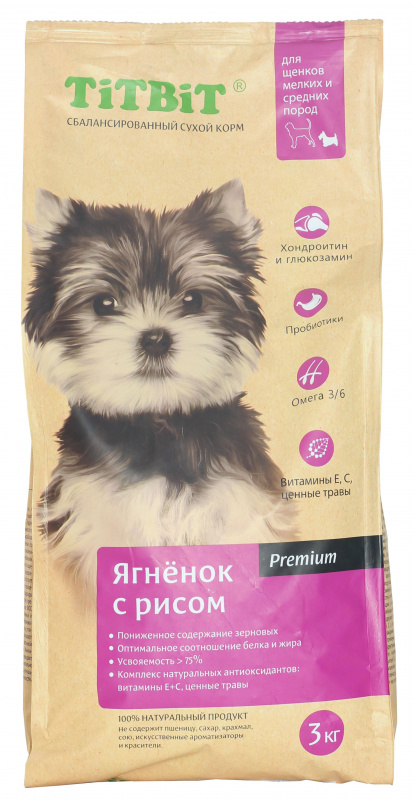 TiTBiT®
СБАЛАНСИРОВАННЫЙ СУХОЙ КОРМ
для
щенков
мелких и
средних
пород
Хондроитин
и глюкозамин
Пробиотики
Омега 3/6
Витамины Е, С,
ценные травы
Premium
Ягнёнок
с рисом
• Пониженное содержание зерновых
• Оптимальное соотношение белка и жира
• Усвояемость > 75%
• Комплекс натуральных антиоксидантов:
витамины Е+С, ценные травы
100% НАТУРАЛЬНЫЙ ПРОДУКТ
Не содержит пшеницу, сахар, крахмал,
сою, искусственные ароматизаторы
и красители.
3 кг